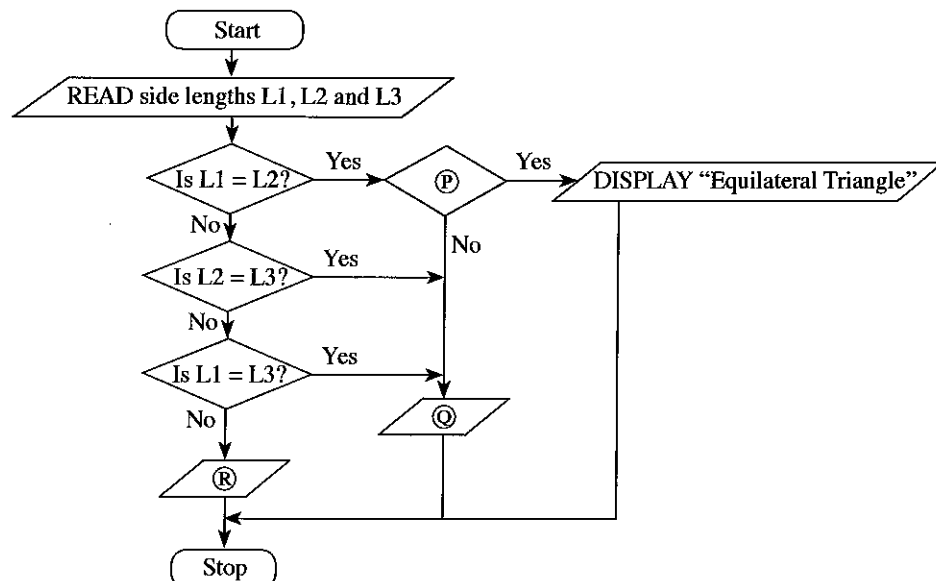 Start
READ side lengths L1, L2 and L3
Is L1 = L2?
Yes
Ⓟ
Yes
DISPLAY “Equilateral Triangle”
No
No
Is L2 = L3?
Yes
No
Is L1 = L3?
Yes
No
Ⓠ
Ⓡ
Stop